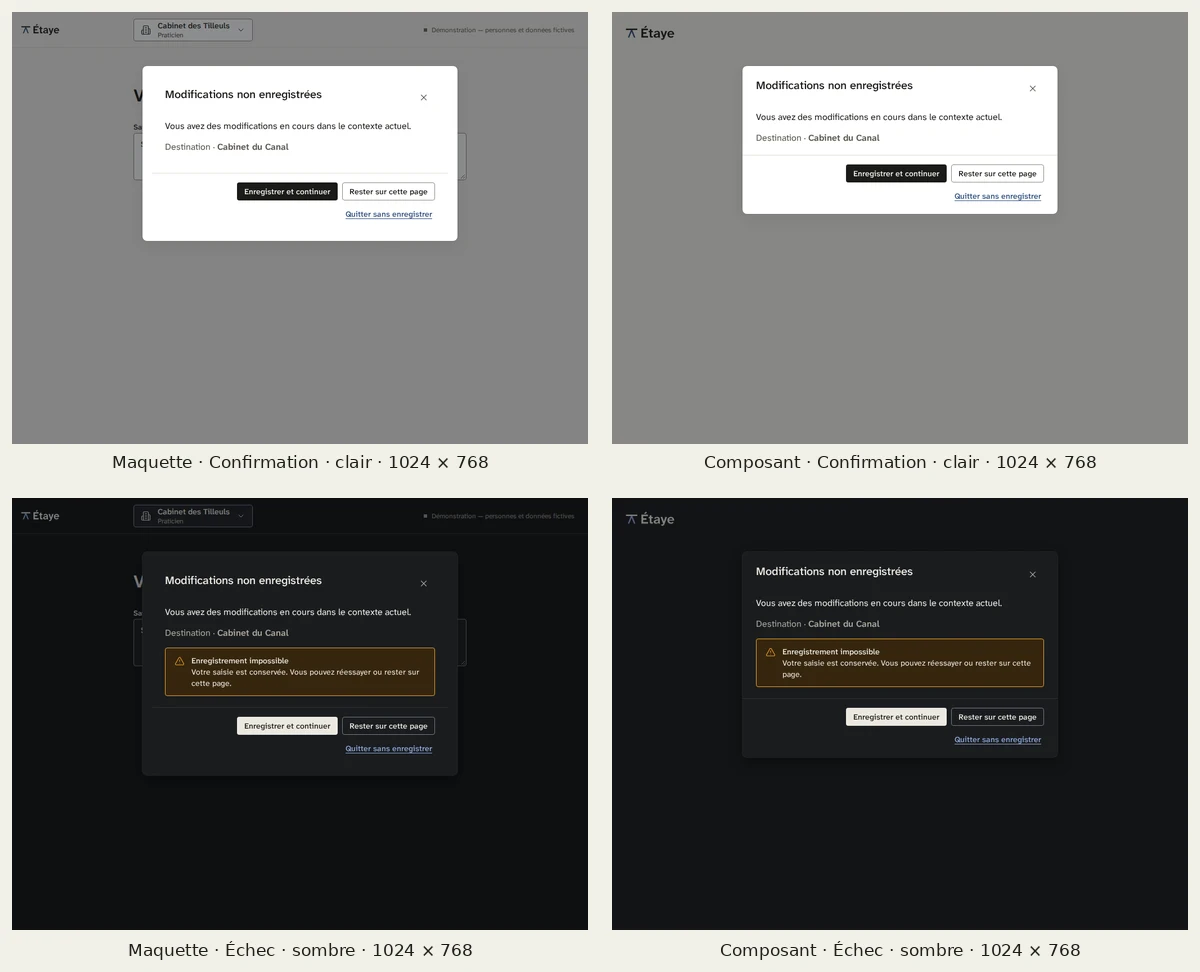 Étaye
Cabinet des Tilleuls
Praticien
Démonstration — personnes et données fictives
V
Sa
Modifications non enregistrées
Vous avez des modifications en cours dans le contexte actuel.
Destination · Cabinet du Canal
Enregistrer et continuer
Rester sur cette page
Quitter sans enregistrer
Maquette · Confirmation · clair · 1024 × 768
Étaye
Modifications non enregistrées
Vous avez des modifications en cours dans le contexte actuel.
Destination · Cabinet du Canal
Enregistrer et continuer
Rester sur cette page
Quitter sans enregistrer
Composant · Confirmation · clair · 1024 × 768
Étaye
Cabinet des Tilleuls
Praticien
Démonstration — personnes et données fictives
V
Sa
Modifications non enregistrées
Vous avez des modifications en cours dans le contexte actuel.
Destination · Cabinet du Canal
Enregistrement impossible
Votre saisie est conservée. Vous pouvez réessayer ou rester sur
cette page.
Enregistrer et continuer
Rester sur cette page
Quitter sans enregistrer
Maquette · Échec · sombre · 1024 × 768
Étaye
Modifications non enregistrées
Vous avez des modifications en cours dans le contexte actuel.
Destination · Cabinet du Canal
Enregistrement impossible
Votre saisie est conservée. Vous pouvez réessayer ou rester sur cette
page.
Enregistrer et continuer
Rester sur cette page
Quitter sans enregistrer
Composant · Échec · sombre · 1024 × 768